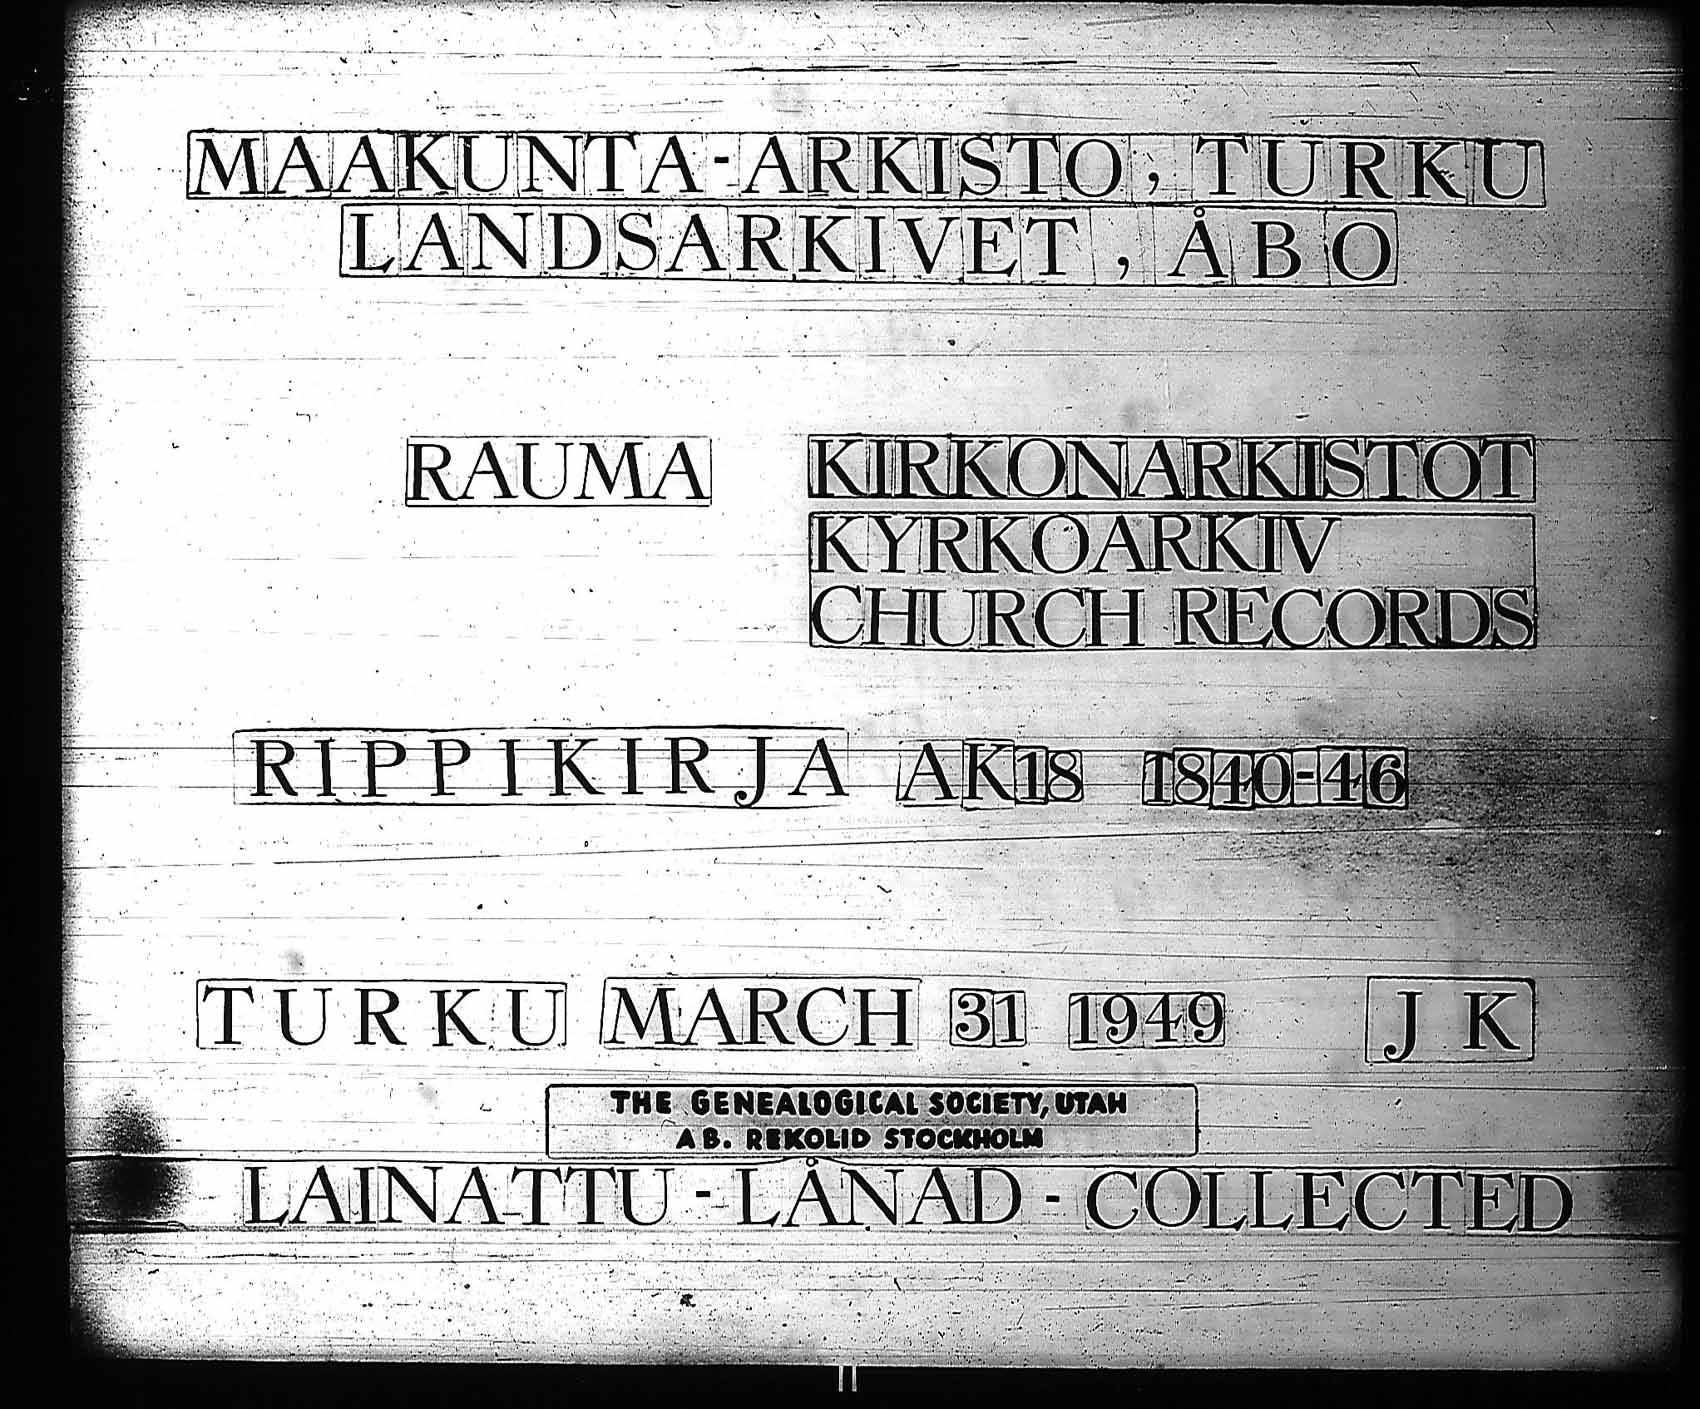 MAAKUNTA-ARKISTO, TURKU
LANDSARKIVET, ÅBO
RAUMA KIRKONARKISTOT
KYRKOARKIV
CHURCH RECORDS
RIPPIKIRJA AK18 1840-46
TURKU MARCH 31 1949 JK
THE GENEALOGICAL SOCIETY, UTAH
AB. REKOLID STOCKHOLM
LAINATTU - LÅNAD - COLLECTED